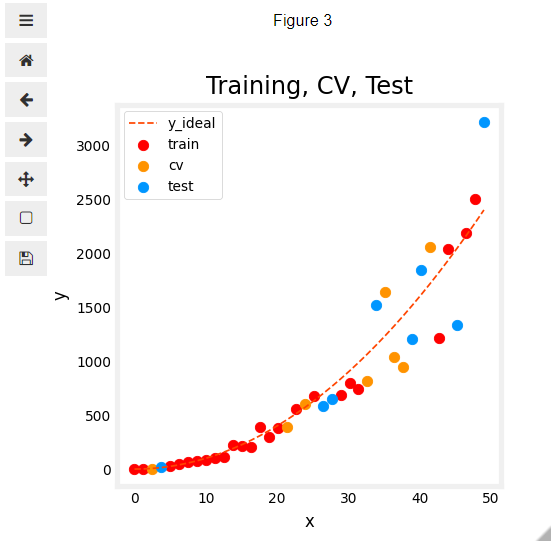 Figure 3
Training, CV, Test
y_ideal
train
cv
test
3000
2500
2000
1500
1000
500
0
y
0 10 20 30 40 50
x